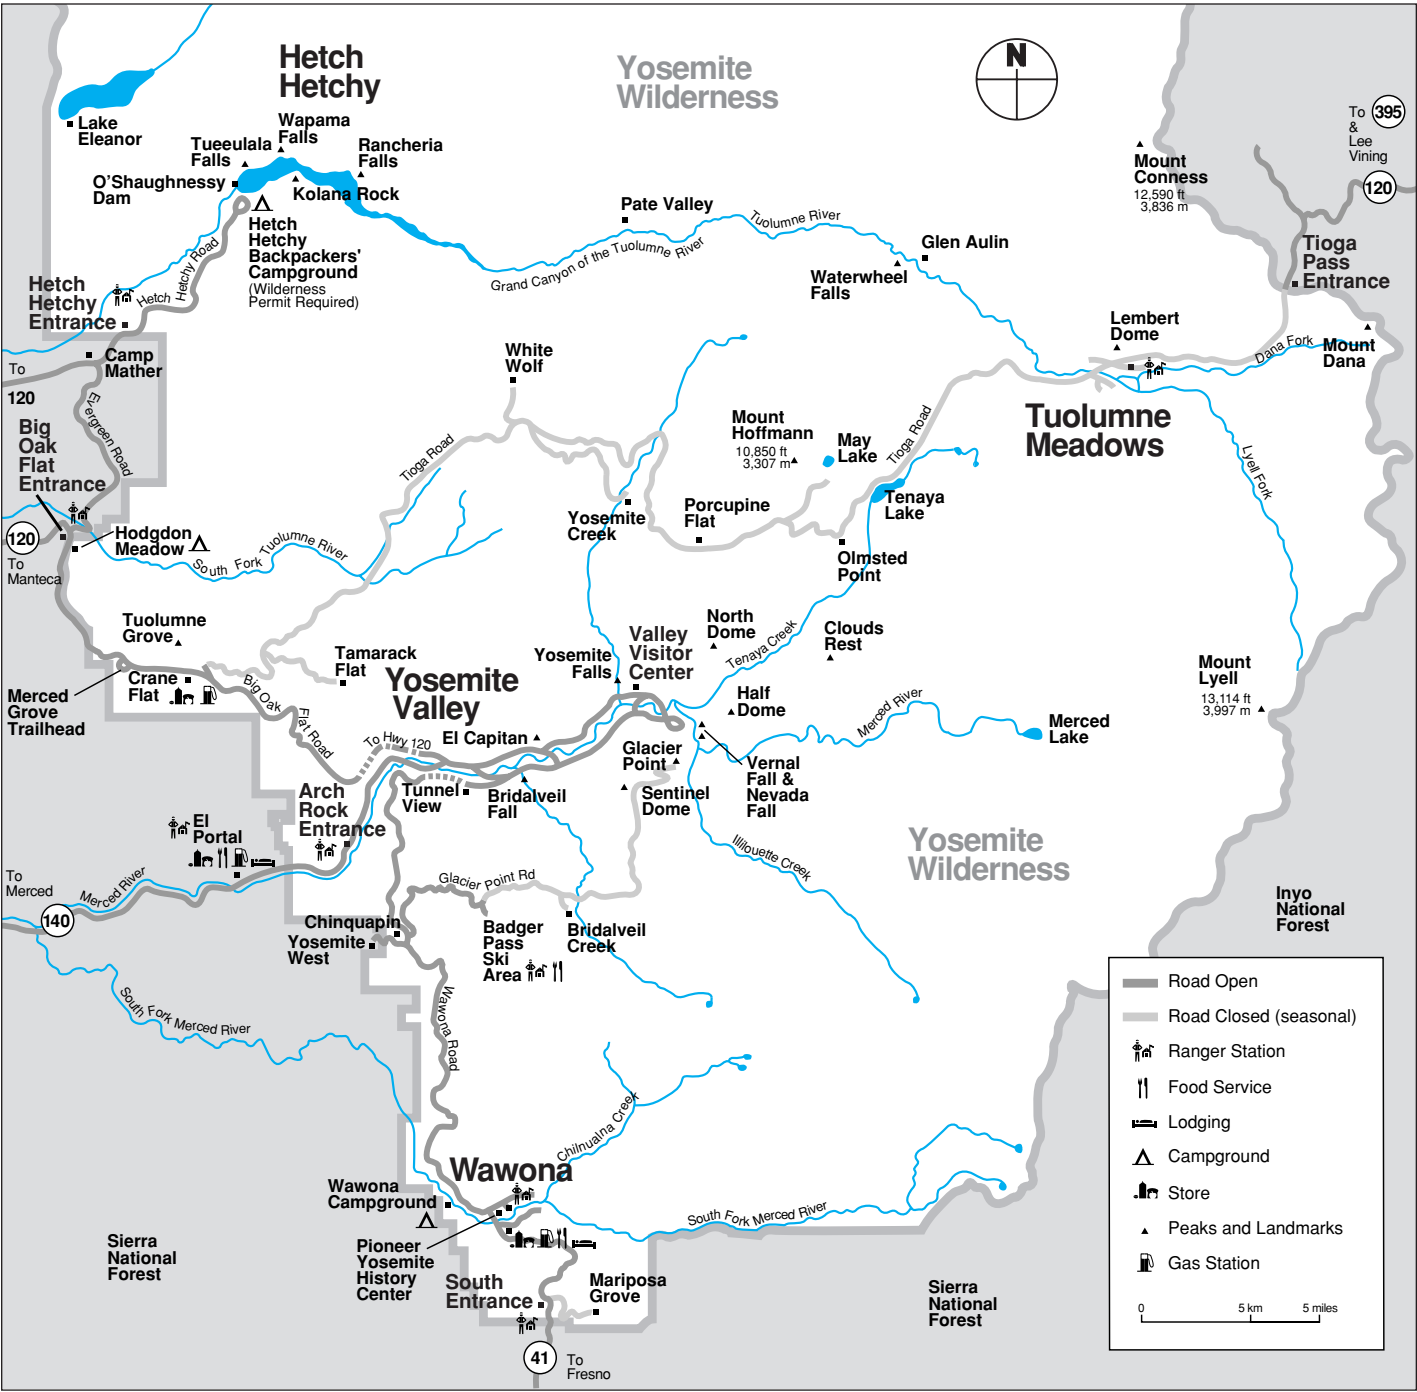 Hetch
Hetchy
Yosemite
Wilderness
N
To 395
&
Lee
Vining
120
Lake
Eleanor
Wapama
Falls
Tueeulala
Falls
Rancheria
Falls
O'Shaughnessy
Dam
Kolana Rock
Mount
Conness
12,590 ft
3,836 m
Hetch
Hetchy
Backpackers'
Campground
(Wilderness
Permit Required)
Pate Valley
Tuolumne River
Grand Canyon of the Tuolumne River
Glen Aulin
Waterwheel
Falls
Tioga
Pass
Entrance
Hetch
Hetchy
Entrance
Hetch Hetchy Road
Lembert
Dome
Dana Fork
Mount
Dana
Camp
Mather
To
120
White
Wolf
Evergreen Road
Big
Oak
Flat
Entrance
Tuolumne
Meadows
Mount
Hoffmann
10,850 ft
3,307 m
May
Lake
Tioga Road
Tioga Road
Lyell Fork
Tenaya
Lake
Yosemite
Creek
Porcupine
Flat
Olmsted
Point
120
To
Manteca
Hodgdon
Meadow
South Fork Tuolumne River
Tuolumne
Grove
North
Dome
Tenaya Creek
Clouds
Rest
Valley
Visitor
Center
Yosemite
Falls
Tamarack
Flat
Yosemite
Valley
Crane
Flat
Merced
Grove
Trailhead
Big Oak Flat Road
Half
Dome
Merced River
Merced
Lake
Mount
Lyell
13,114 ft
3,997 m
To Hwy 120
El Capitan
Glacier
Point
Vernal
Fall &
Nevada
Fall
Arch
Rock
Entrance
Tunnel
View
Bridalveil
Fall
Sentinel
Dome
El
Portal
Illilouette Creek
Yosemite
Wilderness
To
Merced
Merced River
140
Glacier Point Rd
Chinquapin
Yosemite
West
Badger
Pass
Ski
Area
Bridalveil
Creek
Inyo
National
Forest
South Fork Merced River
Wawona Road
Road Open
Road Closed (seasonal)
Ranger Station
Food Service
Lodging
Campground
Store
Peaks and Landmarks
Gas Station
0 5 km 5 miles
Chilnualna Creek
Wawona
Wawona
Campground
South Fork Merced River
Pioneer
Yosemite
History
Center
Sierra
National
Forest
South
Entrance
Mariposa
Grove
Sierra
National
Forest
41
To
Fresno